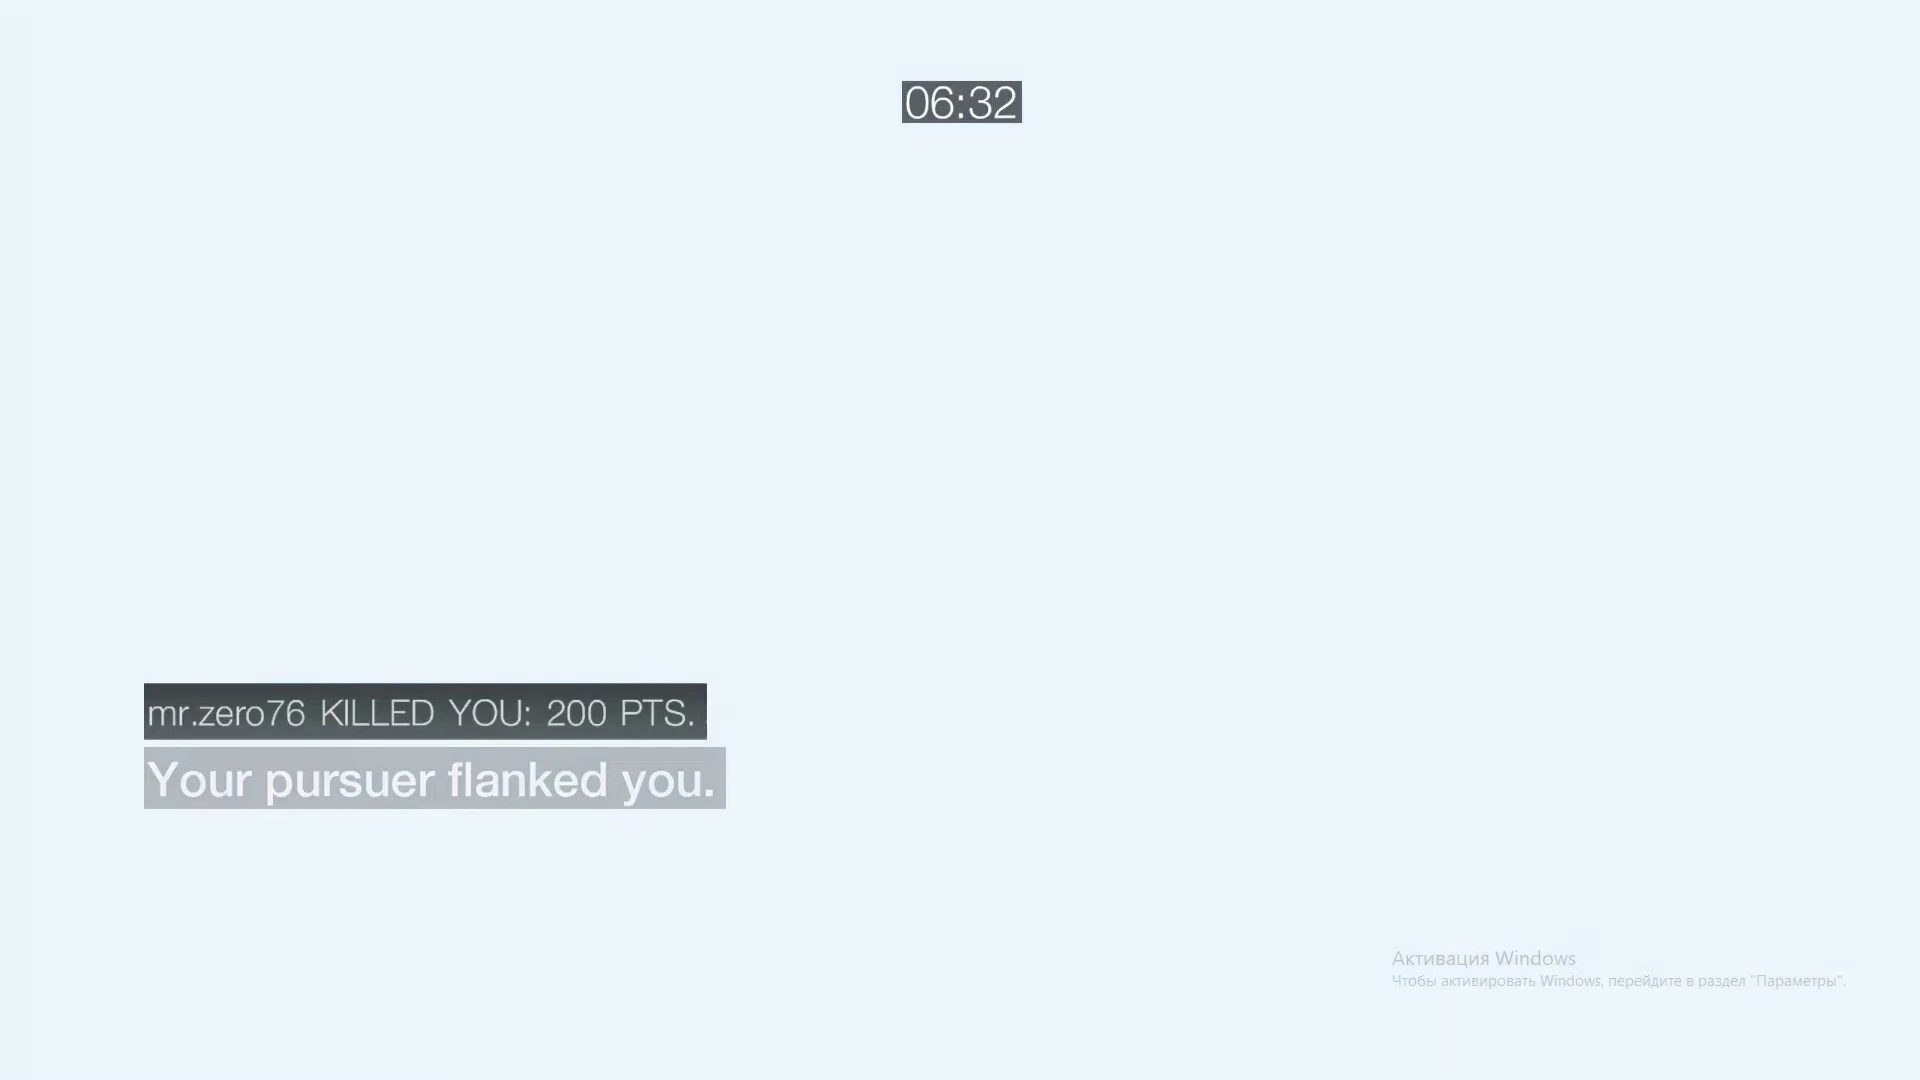 06:32
mr.zero76 KILLED YOU: 200 PTS.
Your pursuer flanked you.
Активация Windows
Чтобы активировать Windows, перейдите в раздел "Параметры".